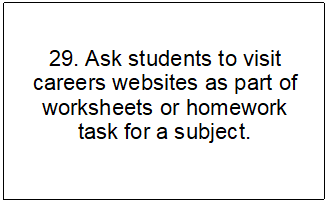 29. Ask students to visit
careers websites as part of
worksheets or homework
task for a subject.